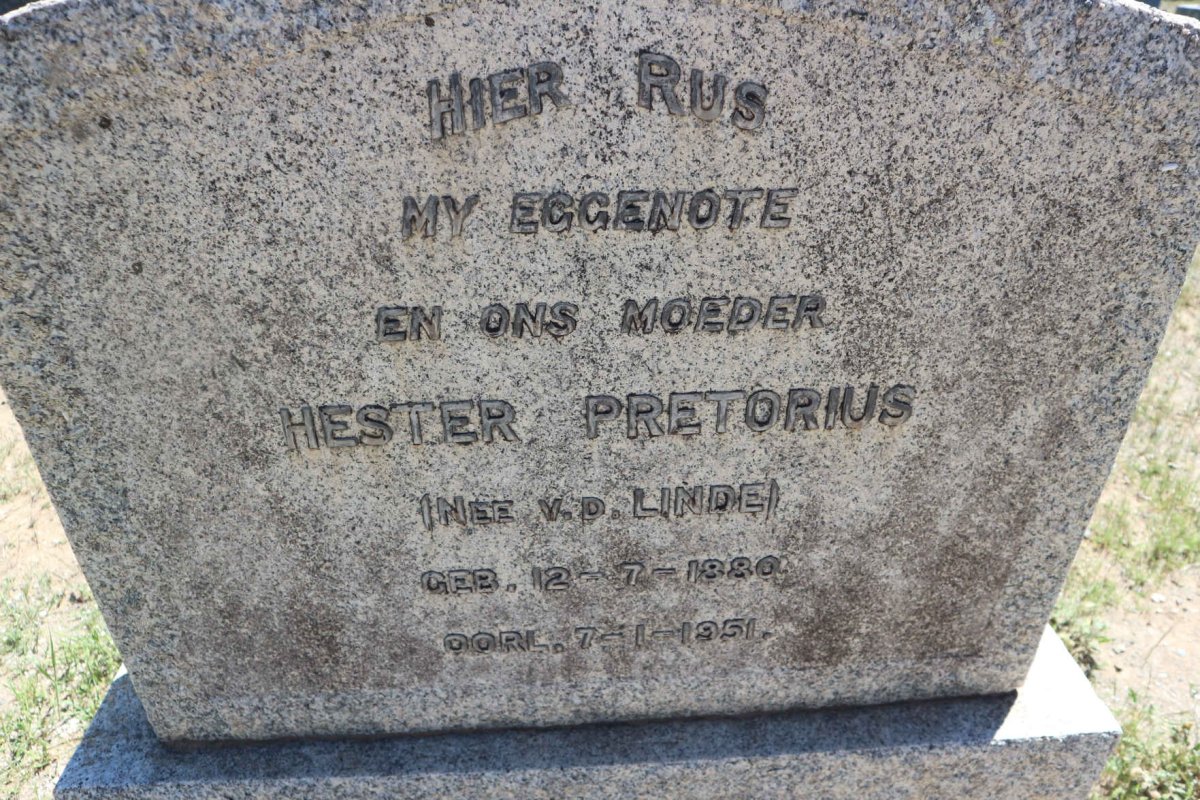 HIER RUS
MY EGGENOTE
EN ONS MOEDER
HESTER PRETORIUS
(NEE V.D. LINDE)
GEB. 12-7-1880.
OORL. 7-1-1951.